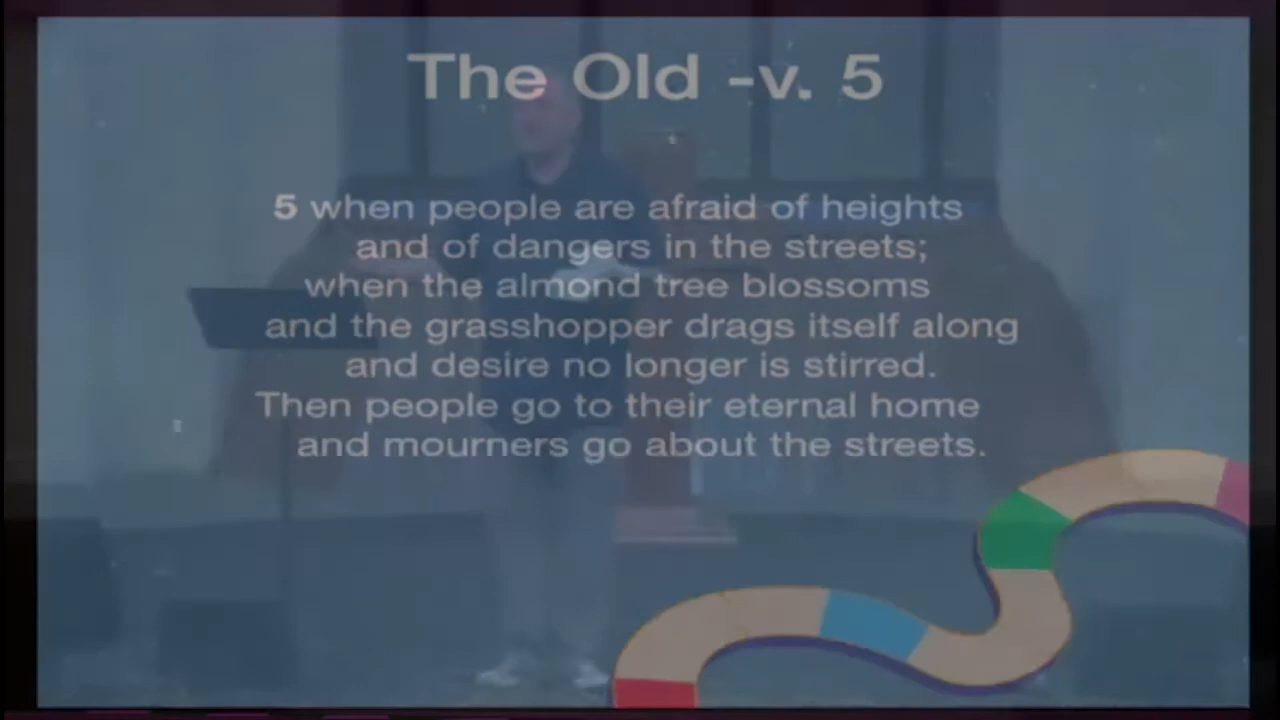 The Old -v. 5
5 when people are afraid of heights
and of dangers in the streets;
when the almond tree blossoms
and the grasshopper drags itself along
and desire no longer is stirred.
Then people go to their eternal home
and mourners go about the streets.